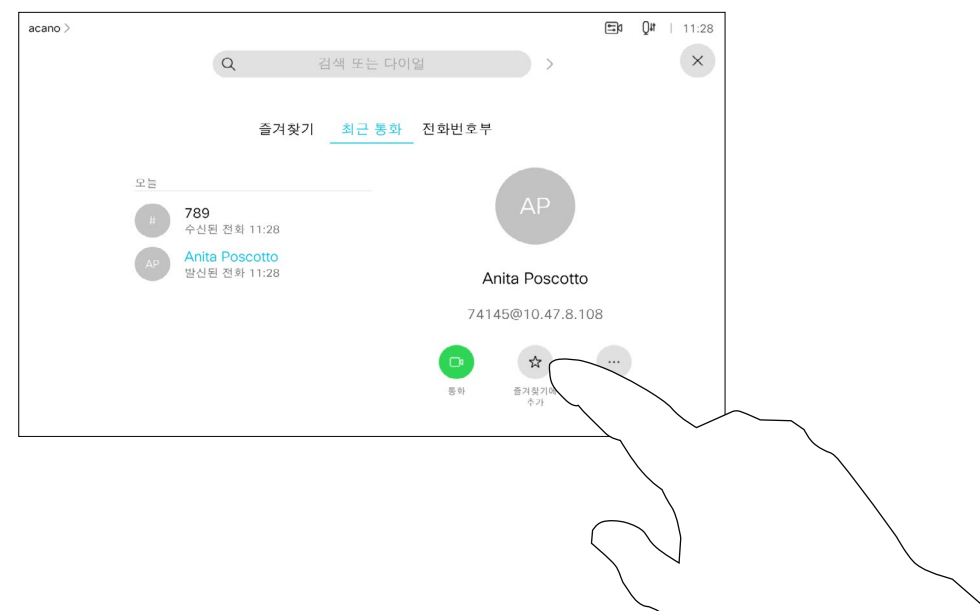 acano >
11:28
검색 또는 다이얼
즐겨찾기 최근 통화 전화번호부
오늘
#
789
수신된 전화 11:28
AP
Anita Poscotto
발신된 전화 11:28
AP
Anita Poscotto
74145@10.47.8.108
통화
즐겨찾기에
추가